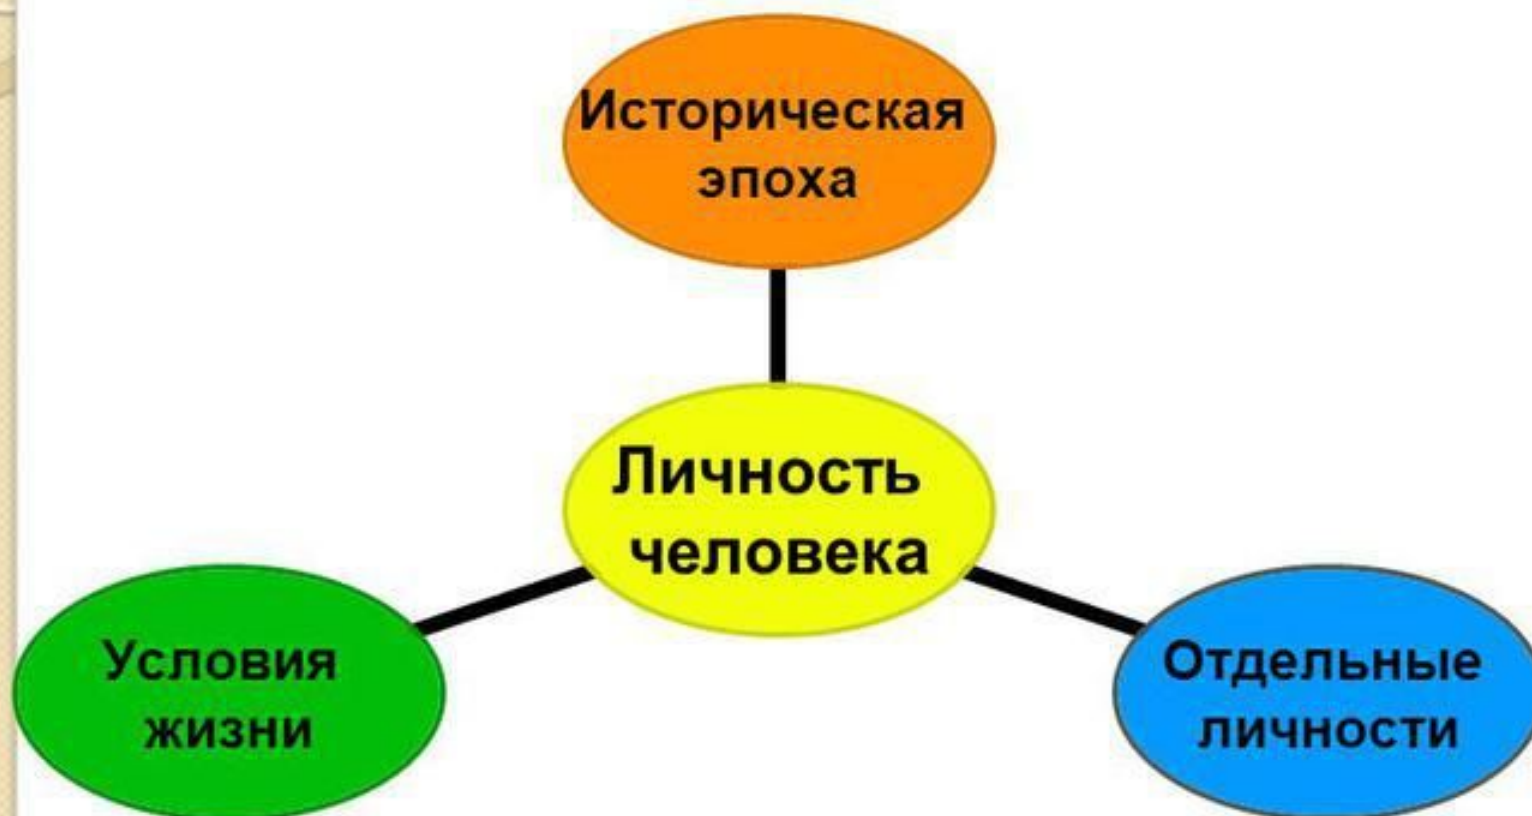 Историческая
эпоха
Личность
человека
Условия
жизни
Отдельные
личности